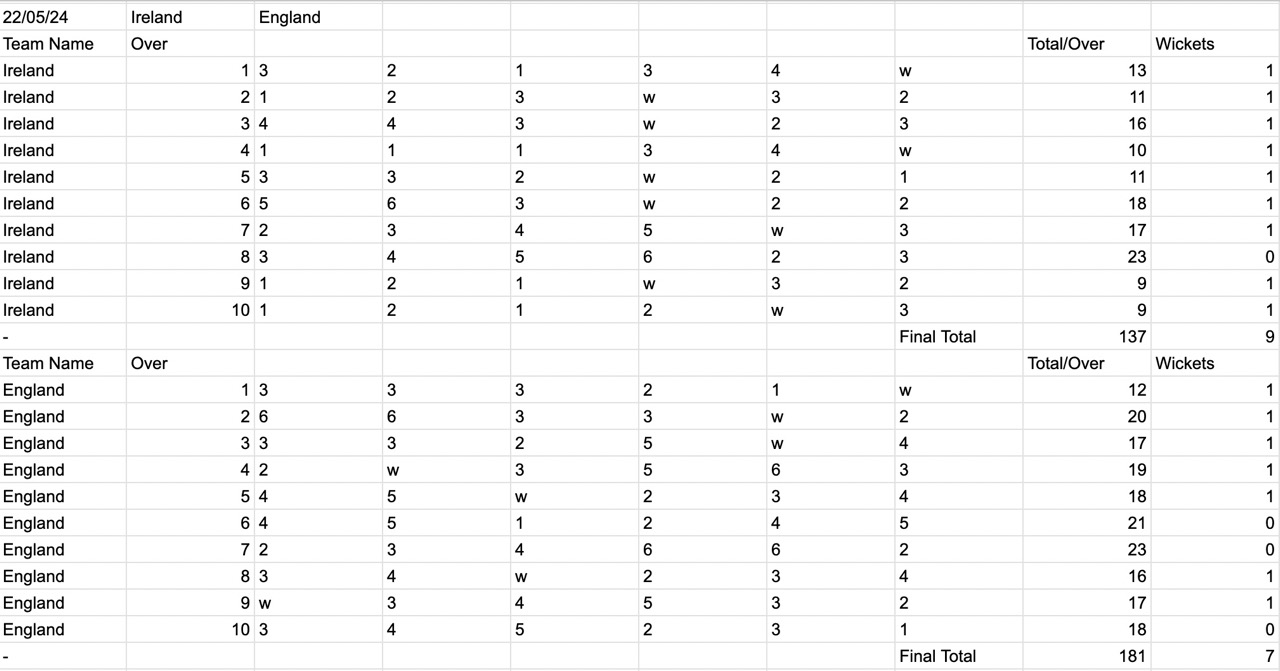 22/05/24 Ireland England
Team Name Over Total/Over Wickets
Ireland 1 3 2 1 3 4 w 13 1
Ireland 2 1 2 3 w 3 2 11 1
Ireland 3 4 4 3 w 2 3 16 1
Ireland 4 1 1 1 3 4 w 10 1
Ireland 5 3 3 2 w 2 1 11 1
Ireland 6 5 6 3 w 2 2 18 1
Ireland 7 2 3 4 5 w 3 17 1
Ireland 8 3 4 5 6 2 3 23 0
Ireland 9 1 2 1 w 3 2 9 1
Ireland 10 1 2 1 2 w 3 9 1
- Final Total 137 9
Team Name Over Total/Over Wickets
England 1 3 3 3 2 1 w 12 1
England 2 6 6 3 3 w 2 20 1
England 3 3 3 2 5 w 4 17 1
England 4 2 w 3 5 6 3 19 1
England 5 4 5 w 2 3 4 18 1
England 6 4 5 1 2 4 5 21 0
England 7 2 3 4 6 6 2 23 0
England 8 3 4 w 2 3 4 16 1
England 9 w 3 4 5 3 2 17 1
England 10 3 4 5 2 3 1 18 0
- Final Total 181 7